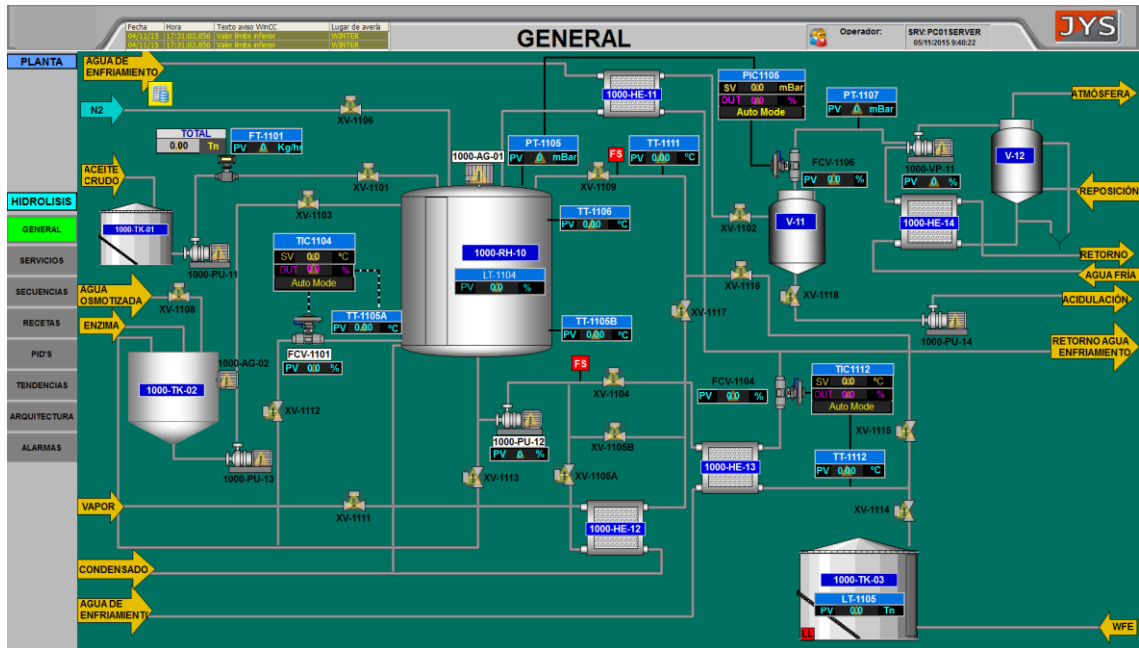 Fecha Hora Texto aviso WinCC Lugar de avería
04/11/15 17:31:03,856 Valor límite inferior WINTER
04/11/15 17:31:03,856 Valor límite inferior WINTER
GENERAL
Operador:
SRV: PC01SERVER
05/11/2015 9:40:22
JYS
PLANTA
HIDROLISIS
GENERAL
SERVICIOS
SECUENCIAS
RECETAS
PID'S
TENDENCIAS
ARQUITECTURA
ALARMAS
AGUA DE
ENFRIAMIENTO
N2
XV-1106
TOTAL
0.00 Tn
FT-1101
PV Kg/hr
ACEITE
CRUDO
1000-TK-01
1000-PU-11
XV-1101
XV-1103
AGUA
OSMOTIZADA
XV-1108
ENZIMA
1000-TK-02
1000-AG-02
1000-PU-13
TIC1104
SV 0.0 ºC
OUT 0.0 %
Auto Mode
TT-1105A
PV 0,00 ºC
FCV-1101
PV 0.0 %
XV-1112
1000-AG-01
PT-1105
PV mBar
1000-RH-10
LT-1104
PV 0.0 %
1000-HE-11
FS
XV-1109
TT-1111
PV 0,00 ºC
TT-1106
PV 0,00 ºC
TT-1105B
PV 0,00 ºC
PIC1105
SV 0.0 mBar
OUT 0.0 %
Auto Mode
FCV-1106
PV 0.0 %
PT-1107
PV mBar
1000-VP-11
PV %
V-12
ATMÓSFERA
REPOSICIÓN
1000-HE-14
RETORNO
AGUA FRÍA
XV-1102
V-11
XV-1116
XV-1118
XV-1117
ACIDULACIÓN
1000-PU-14
RETORNO AGUA
ENFRIAMIENTO
FS
XV-1104
1000-PU-12
PV %
XV-1105B
XV-1113
XV-1105A
FCV-1104
PV 0.0 %
TIC1112
SV 0.0 ºC
OUT 0.0 %
Auto Mode
XV-1115
1000-HE-13
TT-1112
PV 0,00 ºC
XV-1114
VAPOR
XV-1111
1000-HE-12
CONDENSADO
AGUA DE
ENFRIAMIENTO
1000-TK-03
LT-1105
PV 0.0 Tn
LL
WFE